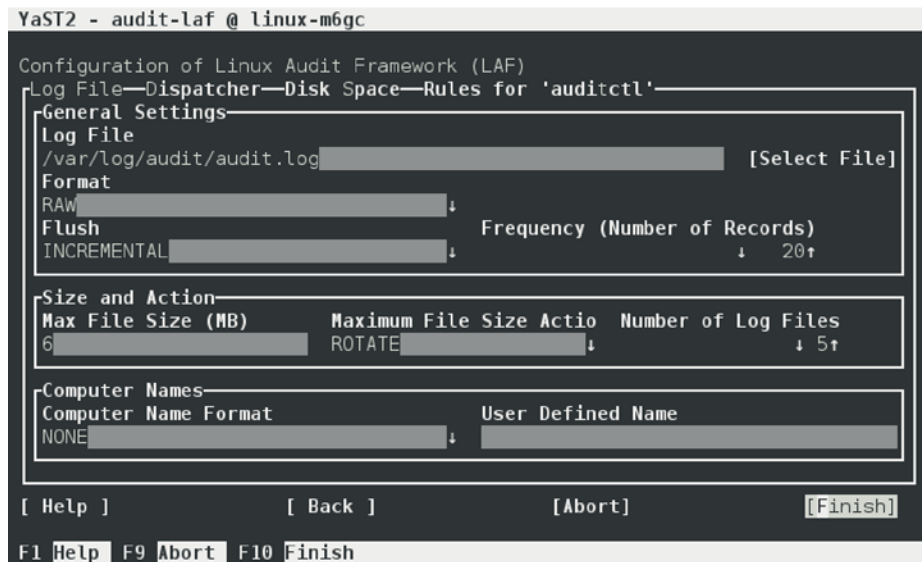 YaST2 - audit-laf @ linux-m6gc
Configuration of Linux Audit Framework (LAF)
Log File—Dispatcher—Disk Space—Rules for 'auditctl'
General Settings
Log File
/var/log/audit/audit.log [Select File]
Format
RAW ↓
Flush Frequency (Number of Records)
INCREMENTAL ↓ ↓ 20↑
Size and Action
Max File Size (MB) Maximum File Size Actio Number of Log Files
6 ROTATE ↓ ↓ 5↑
Computer Names
Computer Name Format User Defined Name
NONE ↓
[ Help ] [ Back ] [Abort] [Finish]
F1 Help F9 Abort F10 Finish